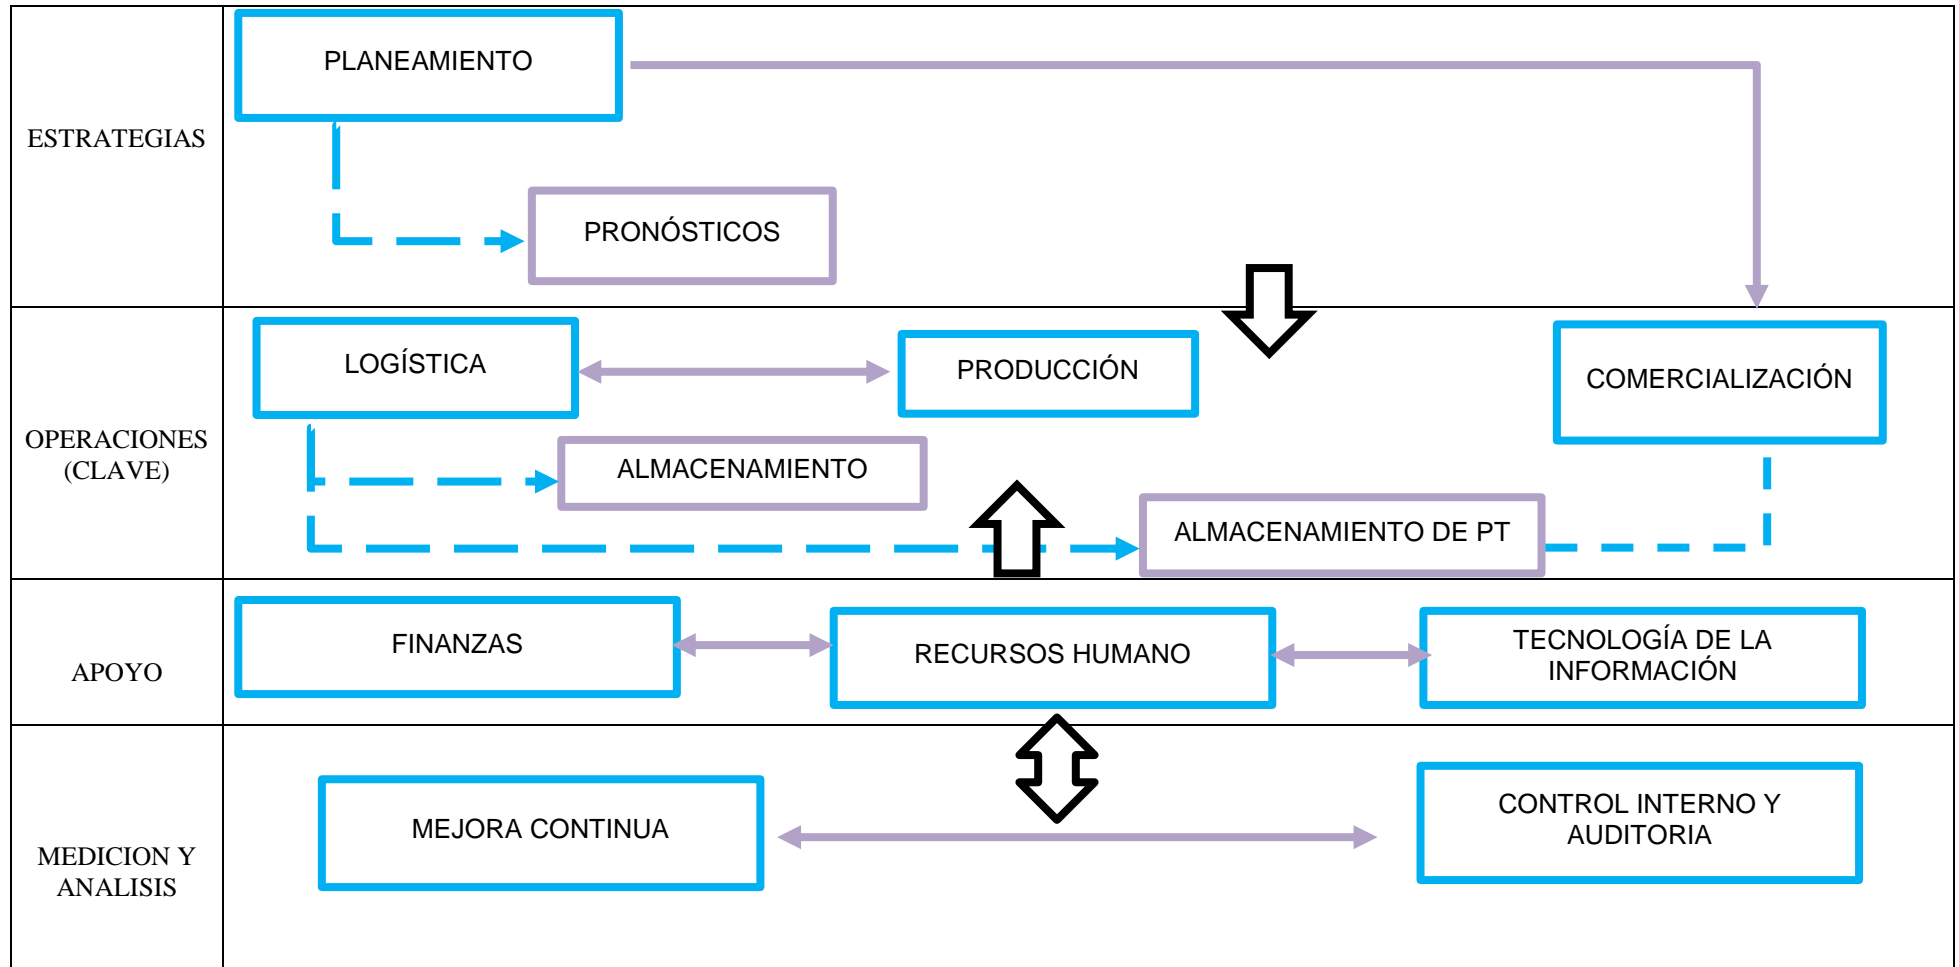 ESTRATEGIAS
PLANEAMIENTO
PRONÓSTICOS
OPERACIONES
(CLAVE)
LOGÍSTICA
PRODUCCIÓN
COMERCIALIZACIÓN
ALMACENAMIENTO
ALMACENAMIENTO DE PT
APOYO
FINANZAS
RECURSOS HUMANO
TECNOLOGÍA DE LA
INFORMACIÓN
MEDICION Y
ANALISIS
MEJORA CONTINUA
CONTROL INTERNO Y
AUDITORIA